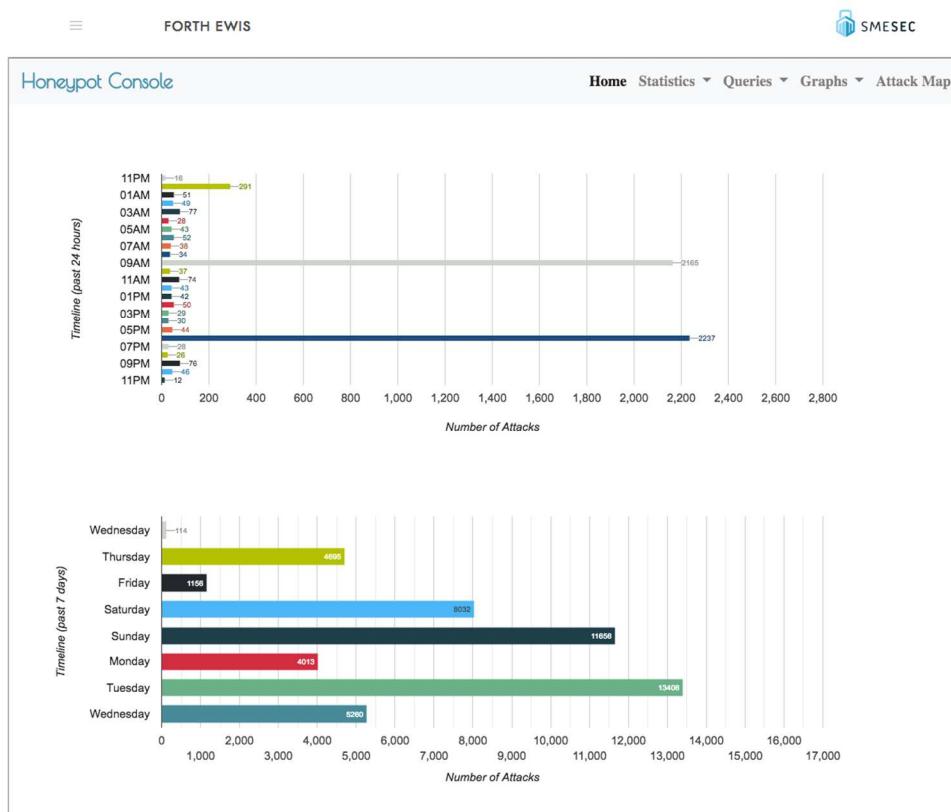 FORTH EWIS
SMESEC
Honeypot Console
Home Statistics Queries Graphs Attack Map
Timeline (past 24 hours)
11PM 16
291
01AM 51
49
03AM 77
28
05AM 43
52
07AM 38
34
09AM 2165
37
11AM 74
43
01PM 42
50
03PM 29
30
05PM 44
2237
07PM 28
26
09PM 76
46
11PM 12
0 200 400 600 800 1,000 1,200 1,400 1,600 1,800 2,000 2,200 2,400 2,600 2,800
Number of Attacks
Timeline (past 7 days)
Wednesday 114
Thursday 4695
Friday 1156
Saturday 8032
Sunday 11656
Monday 4013
Tuesday 13406
Wednesday 5260
0 2,000 4,000 6,000 8,000 10,000 12,000 14,000 16,000
1,000 3,000 5,000 7,000 9,000 11,000 13,000 15,000 17,000
Number of Attacks